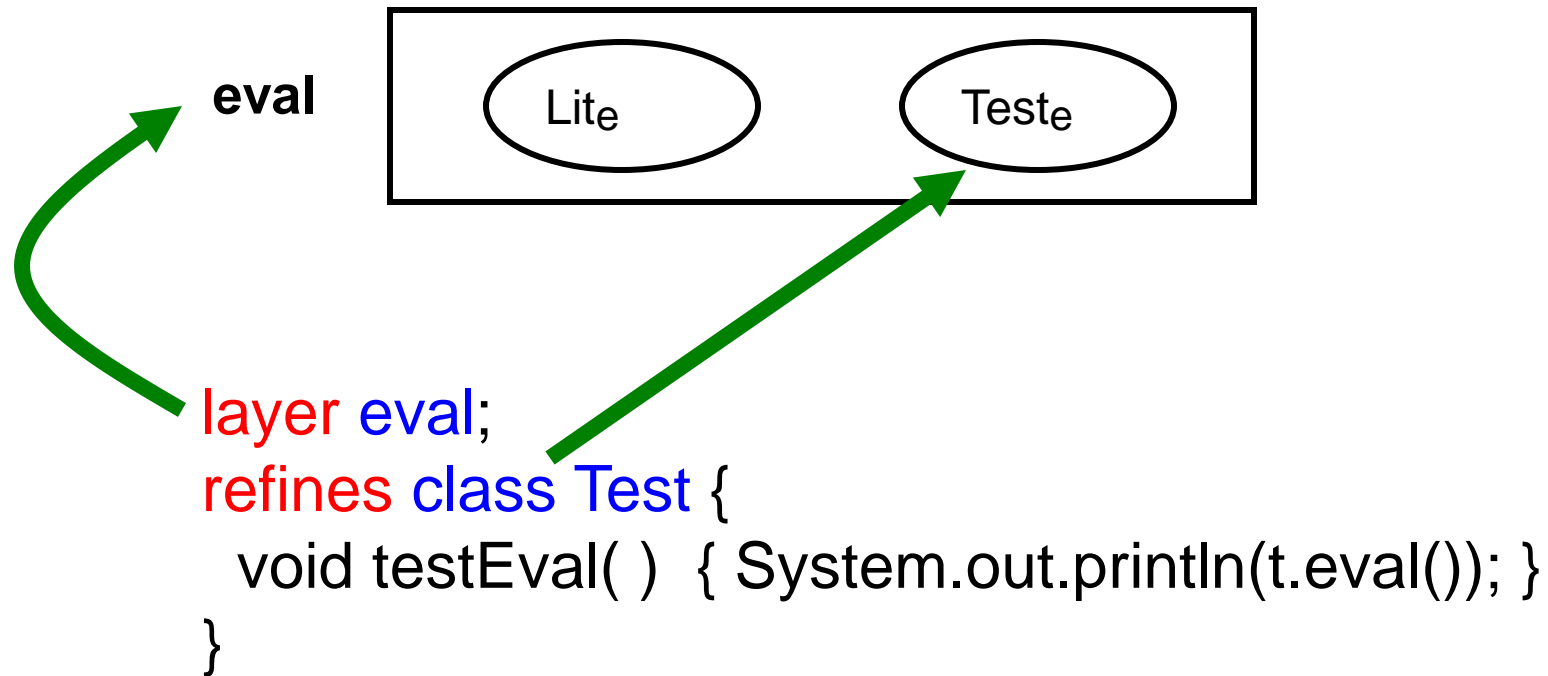 eval Lite Teste
layer eval;
refines class Test {
void testEval( ) { System.out.println(t.eval()); }
}